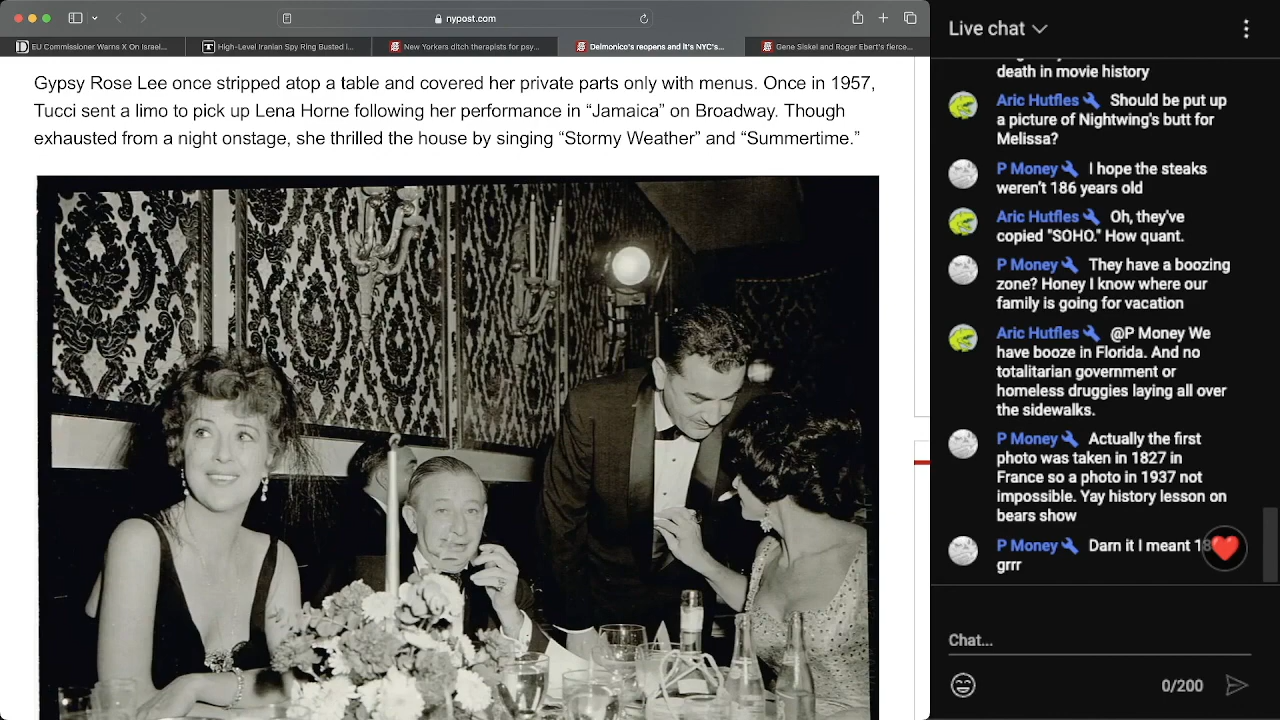 nypost.com
EU Commissioner Warns X On Israel...
High-Level Iranian Spy Ring Busted I...
New Yorkers ditch therapists for psy...
Delmonico's reopens and it's NYC's...
Gene Siskel and Roger Ebert's fierce...
Gypsy Rose Lee once stripped atop a table and covered her private parts only with menus. Once in 1957,
Tucci sent a limo to pick up Lena Horne following her performance in “Jamaica” on Broadway. Though
exhausted from a night onstage, she thrilled the house by singing “Stormy Weather” and “Summertime.”
Live chat
death in movie history
Aric Hutfles Should be put up
a picture of Nightwing's butt for
Melissa?
P Money I hope the steaks
weren't 186 years old
Aric Hutfles Oh, they've
copied "SOHO." How quant.
P Money They have a boozing
zone? Honey I know where our
family is going for vacation
Aric Hutfles @P Money We
have booze in Florida. And no
totalitarian government or
homeless druggies laying all over
the sidewalks.
P Money Actually the first
photo was taken in 1827 in
France so a photo in 1937 not
impossible. Yay history lesson on
bears show
P Money Darn it I meant
grrr
Chat...
0/200